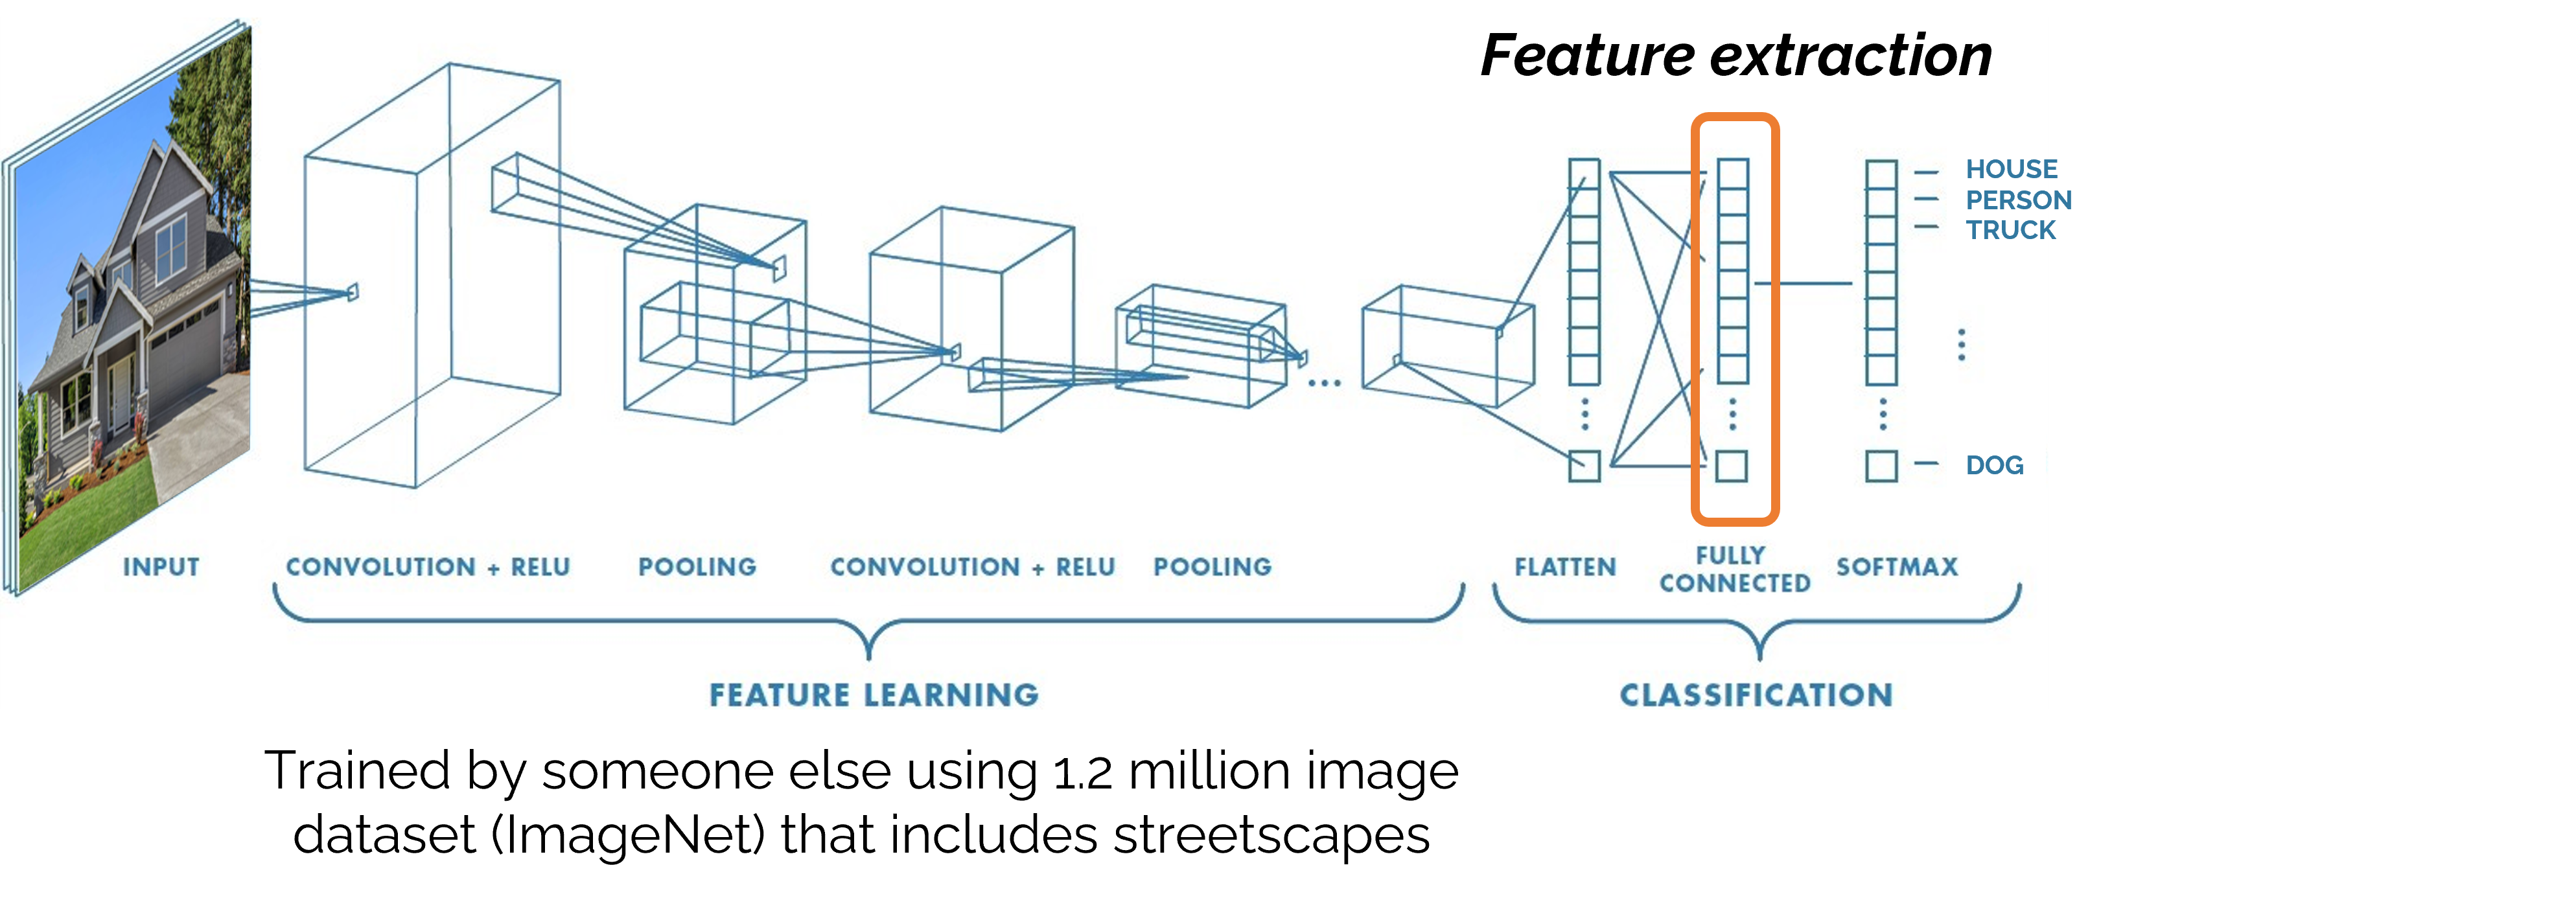 Feature extraction
HOUSE
PERSON
TRUCK
DOG
INPUT
CONVOLUTION + RELU
POOLING
CONVOLUTION + RELU
POOLING
FLATTEN
FULLY
CONNECTED
SOFTMAX
FEATURE LEARNING
CLASSIFICATION
Trained by someone else using 1.2 million image
dataset (ImageNet) that includes streetscapes